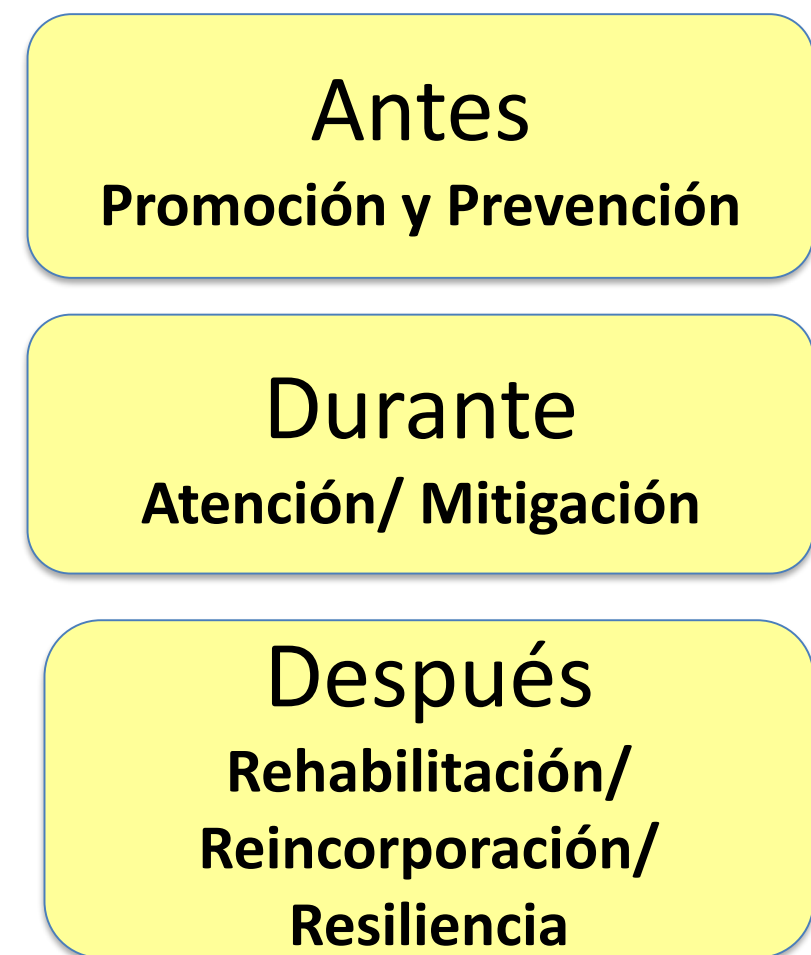 Antes
Promoción y Prevención
Durante
Atención/ Mitigación
Después
Rehabilitación/
Reincorporación/
Resiliencia